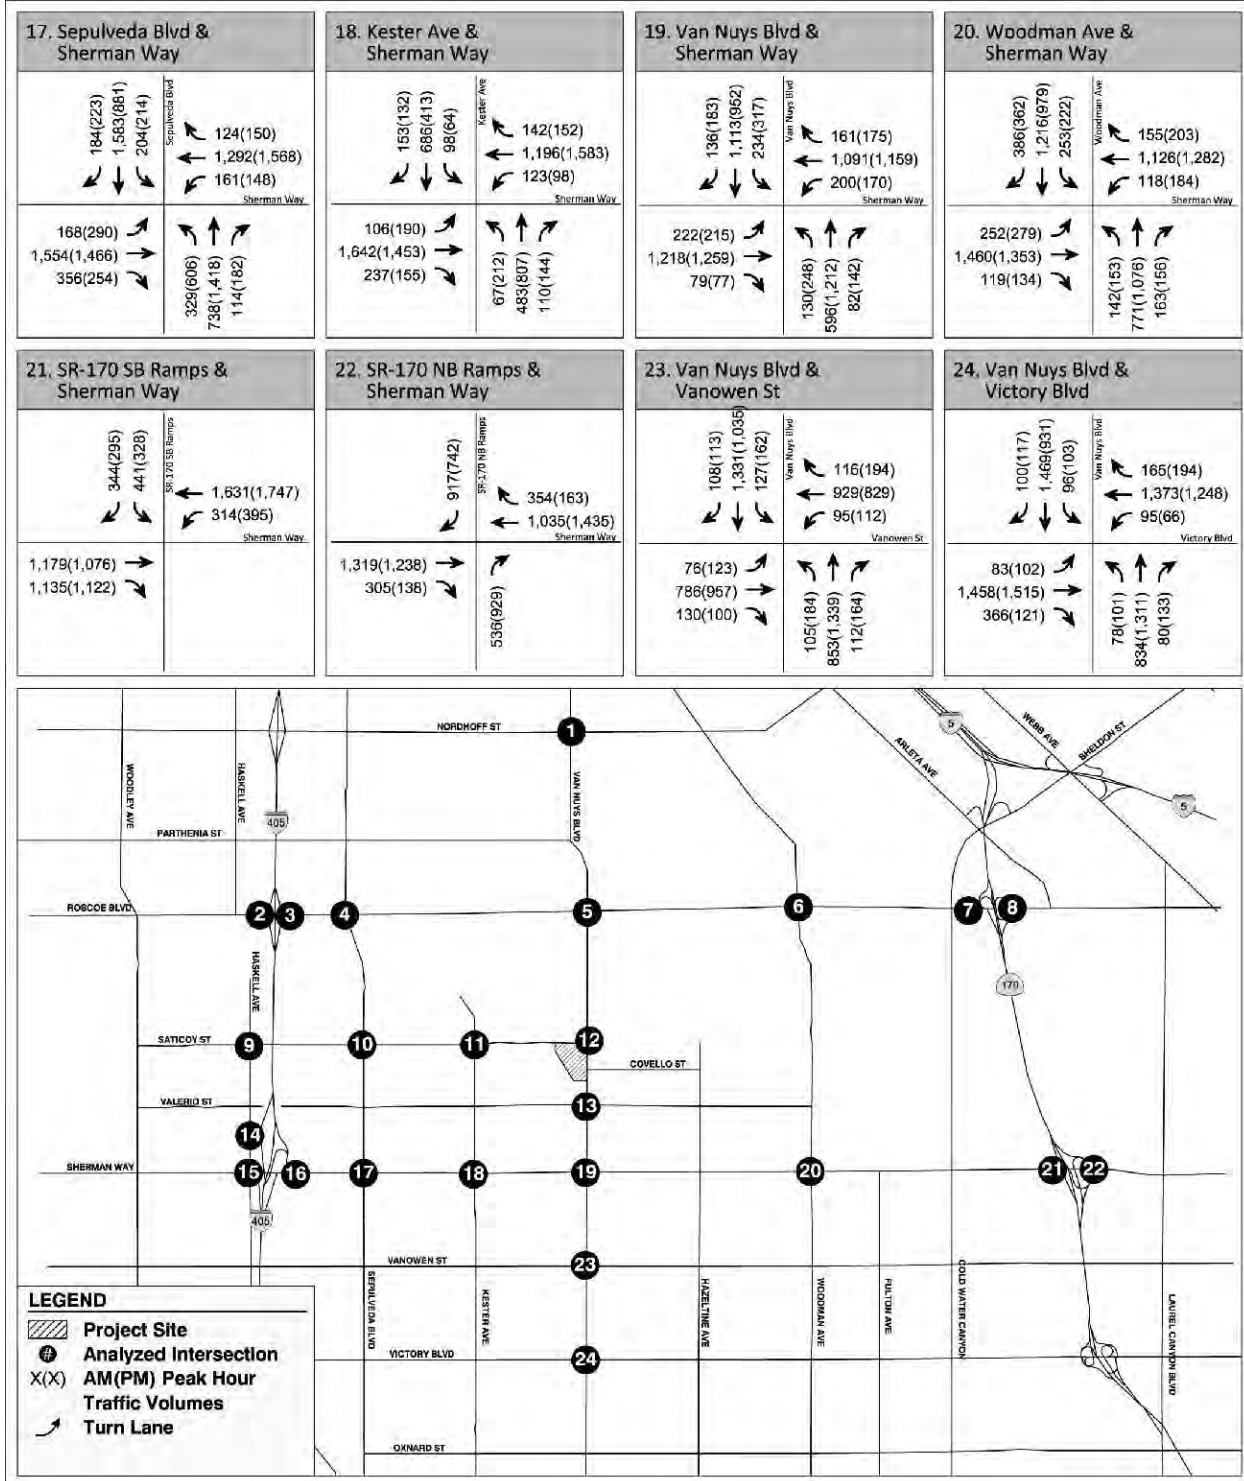 17. Sepulveda Blvd &
Sherman Way
184(223)
1,583(881)
204(214)
Sepulveda Blvd
124(150)
1,292(1,568)
161(148)
Sherman Way
168(290)
1,554(1,466)
356(254)
329(606)
738(1,418)
114(182)
18. Kester Ave &
Sherman Way
153(132)
686(413)
98(64)
Kester Ave
142(152)
1,196(1,583)
123(98)
Sherman Way
106(190)
1,642(1,453)
237(155)
67(212)
483(807)
110(144)
19. Van Nuys Blvd &
Sherman Way
136(183)
1,113(952)
234(317)
Van Nuys Blvd
161(175)
1,091(1,159)
200(170)
Sherman Way
222(215)
1,218(1,259)
79(77)
130(248)
596(1,212)
82(142)
20. Woodman Ave &
Sherman Way
386(362)
1,216(979)
253(222)
Woodman Ave
155(203)
1,126(1,282)
118(184)
Sherman Way
252(279)
1,460(1,353)
119(134)
142(153)
771(1,076)
163(156)
21. SR-170 SB Ramps &
Sherman Way
344(295)
441(328)
SR-170 SB Ramps
1,631(1,747)
314(395)
Sherman Way
1,179(1,076)
1,135(1,122)
22. SR-170 NB Ramps &
Sherman Way
917(742)
SR-170 NB Ramps
354(163)
1,035(1,435)
Sherman Way
1,319(1,238)
305(138)
536(929)
23. Van Nuys Blvd &
Vanowen St
108(113)
1,331(1,035)
127(162)
Van Nuys Blvd
116(194)
929(829)
95(112)
Vanowen St
76(123)
786(957)
130(100)
105(184)
853(1,339)
112(164)
24. Van Nuys Blvd &
Victory Blvd
100(117)
1,469(931)
96(103)
Van Nuys Blvd
165(194)
1,373(1,248)
95(66)
Victory Blvd
83(102)
1,458(1,515)
366(121)
78(101)
834(1,311)
80(133)
NORDHOFF ST
1
5
WEBB AVE
SHELDON ST
ARLETA AVE
5
WOODLEY AVE
HASKELL AVE
405
VAN NUYS BLVD
PARTHENIA ST
ROSCOE BLVD
2
3
4
5
6
7
8
HASKELL AVE
170
SATICOY ST
9
10
11
12
COVELLO ST
VALERIO ST
13
14
SHERMAN WAY
15
16
17
18
19
20
21
22
405
VANOWEN ST
23
SEPULVEDA BLVD
KESTER AVE
HAZELTINE AVE
WOODMAN AVE
FULTON AVE
COLD WATER CANYON
LAUREL CANYON BLVD
VICTORY BLVD
24
OXNARD ST
LEGEND
Project Site
# Analyzed Intersection
X(X) AM(PM) Peak Hour
Traffic Volumes
Turn Lane